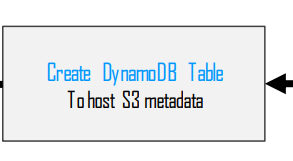 Create DynamoDB Table
To host S3 metadata